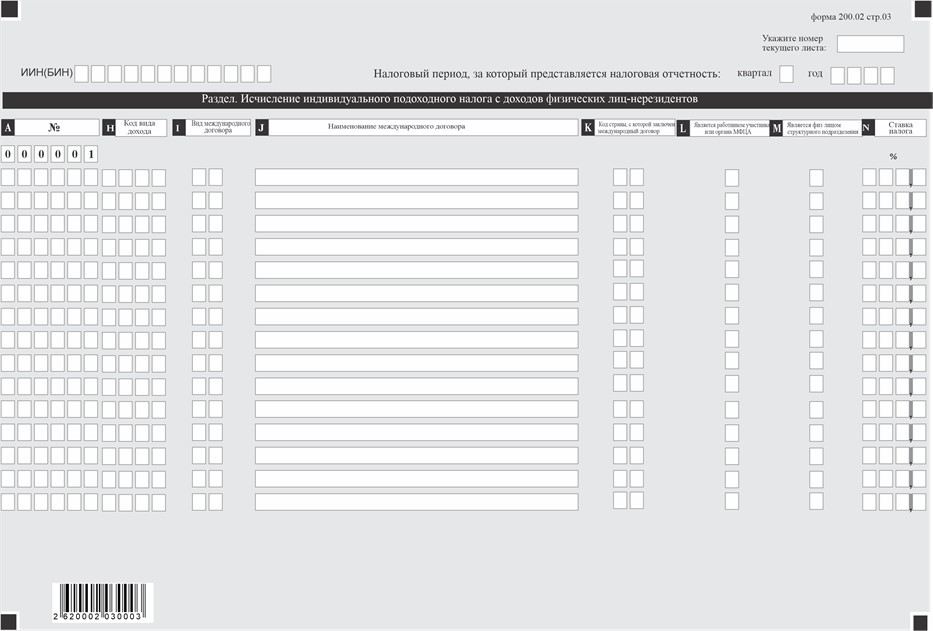 форма 200.02 стр.03
Укажите номер
текущего листа:
ИИН(БИН)
Налоговый период, за который представляется налоговая отчетность: квартал год
Раздел. Исчисление индивидуального подоходного налога с доходов физических лиц-нерезидентов
A №
H Код вида
дохода
I Вид международного
договора
J Наименование международного договора
K Код страны, с которой заключен
международный договор
L Является работником участника
или органа МФЦА
M Является физ лицом
структурного подразделения
N Ставка
налога
0 0 0 0 0 1
%
2 620002 030003